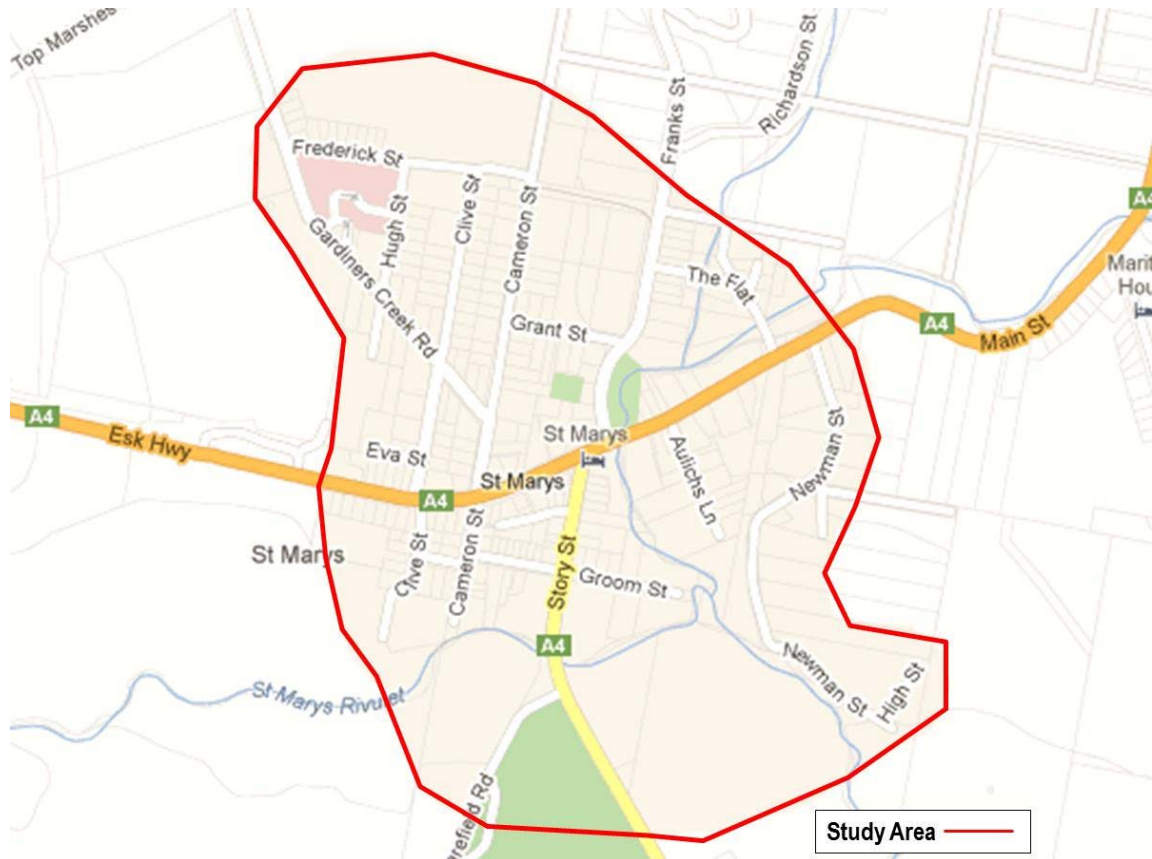 Top Marshes
Richardson St
Franks St
Frederick St
Clive St
Hugh St
Cameron St
Gardiners Creek Rd
The Flat
A4
Marit
Hou
Grant St
A4
Main St
A4
Esk Hwy
St Marys
Eva St
St Marys
Aulichs Ln
Newman St
A4
St Marys
Clive St
Cameron St
Groom St
Story St
A4
Newman St
High St
St Marys Rivulet
refield Rd
Study Area